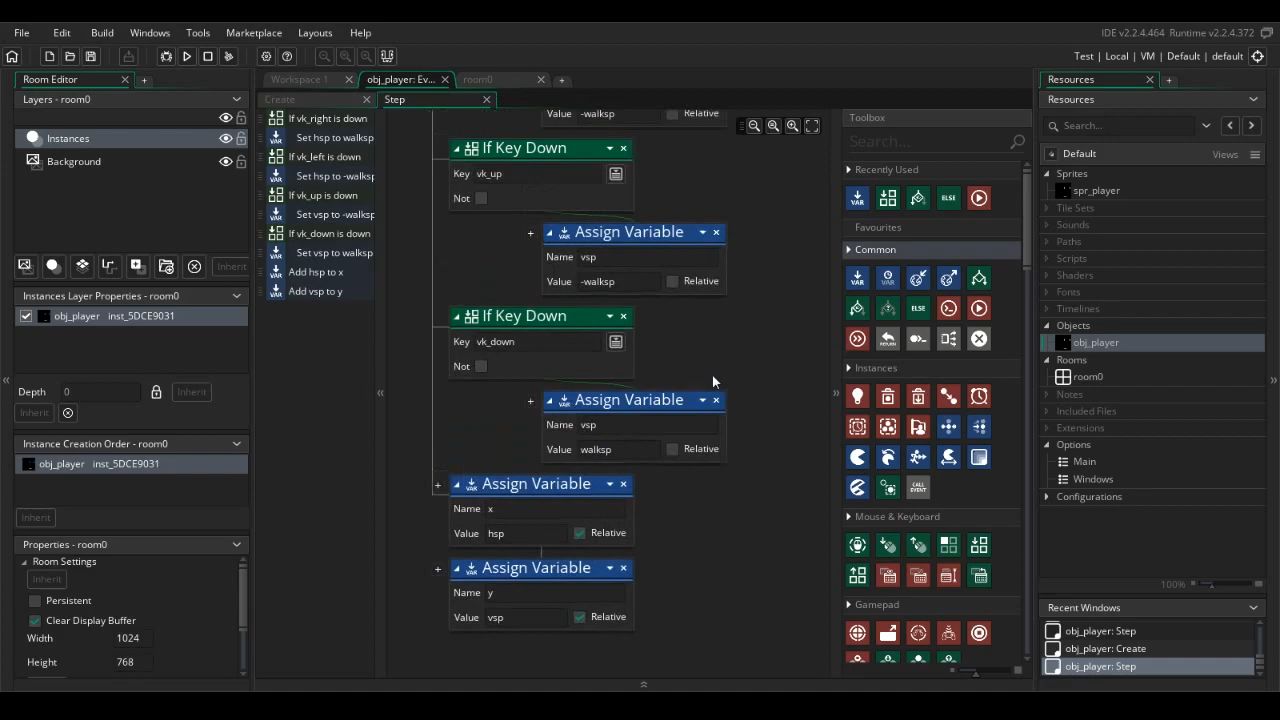 File Edit Build Windows Tools Marketplace Layouts Help
IDE v2.2.4.464 Runtime v2.2.4.372
Test | Local | VM | Default | default
Room Editor
Layers - room0
Instances
Background
Inherit
Instances Layer Properties - room0
obj_player inst_5DCE9031
Depth 0 Inherit
Inherit
Instance Creation Order - room0
obj_player inst_5DCE9031
Inherit
Properties - room0
Room Settings
Inherit
Persistent
Clear Display Buffer
Width 1024
Height 768
Workspace 1
obj_player: Ev...
room0
Create
Step
If vk_right is down
Set hsp to walksp
If vk_left is down
Set hsp to -walksp
If vk_up is down
Set vsp to -walksp
If vk_down is down
Set vsp to walksp
Add hsp to x
Add vsp to y
Value -walksp Relative
If Key Down
Key vk_up
Not
Assign Variable
Name vsp
Value -walksp Relative
If Key Down
Key vk_down
Not
Assign Variable
Name vsp
Value walksp Relative
Assign Variable
Name x
Value hsp Relative
Assign Variable
Name y
Value vsp Relative
Toolbox
Search...
Recently Used
ELSE
Favourites
Common
ELSE
RETURN
Instances
CALL EVENT
Mouse & Keyboard
Gamepad
Resources
Resources
Search...
Default Views
Sprites
spr_player
Tile Sets
Sounds
Paths
Scripts
Shaders
Fonts
Timelines
Objects
obj_player
Rooms
room0
Notes
Included Files
Extensions
Options
Main
Windows
Configurations
100%
Recent Windows
obj_player: Step
obj_player: Create
obj_player: Step